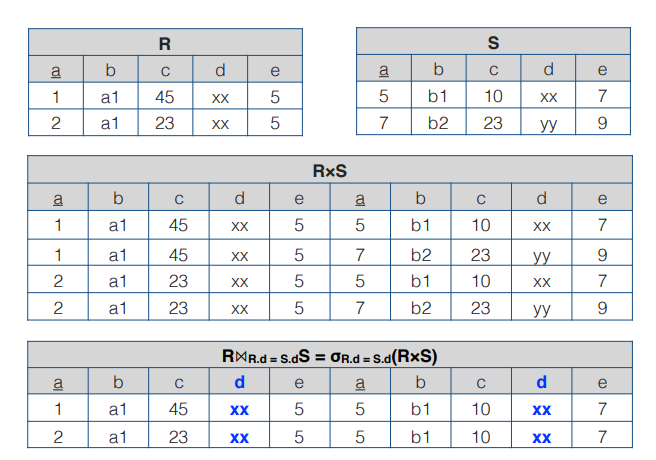 R
a b c d e
1 a1 45 xx 5
2 a1 23 xx 5
S
a b c d e
5 b1 10 xx 7
7 b2 23 yy 9
R×S
a b c d e a b c d e
1 a1 45 xx 5 5 b1 10 xx 7
1 a1 45 xx 5 7 b2 23 yy 9
2 a1 23 xx 5 5 b1 10 xx 7
2 a1 23 xx 5 7 b2 23 yy 9
R⋈R.d = S.dS = σR.d = S.d(R×S)
a b c d e a b c d e
1 a1 45 xx 5 5 b1 10 xx 7
2 a1 23 xx 5 5 b1 10 xx 7